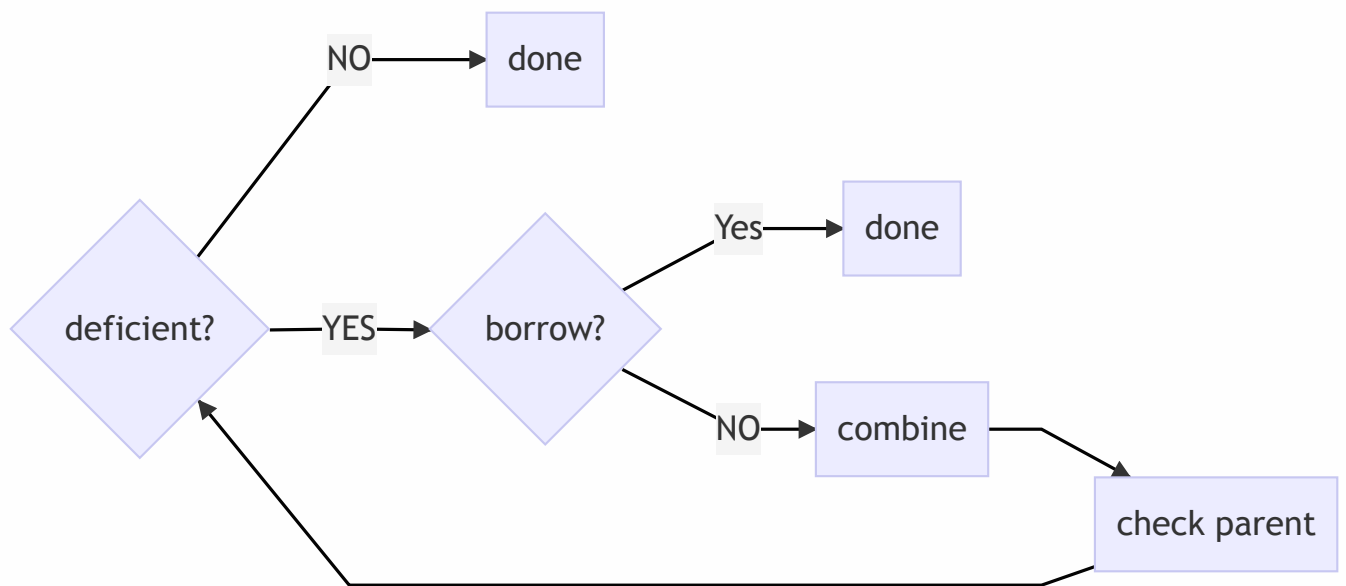 NO
done
Yes
done
deficient?
YES
borrow?
NO
combine
check parent